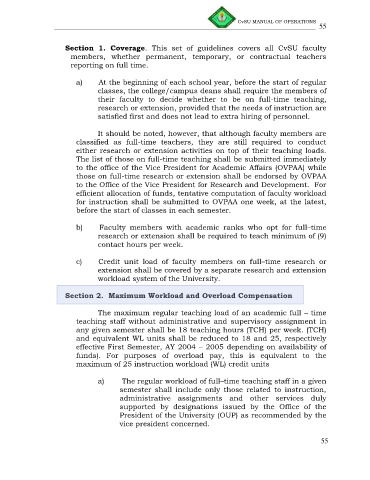 CvSU MANUAL OF OPERATIONS
55
Section 1. Coverage. This set of guidelines covers all CvSU faculty
members, whether permanent, temporary, or contractual teachers
reporting on full time.
a) At the beginning of each school year, before the start of regular
classes, the college/campus deans shall require the members of
their faculty to decide whether to be on full-time teaching,
research or extension, provided that the needs of instruction are
satisfied first and does not lead to extra hiring of personnel.
It should be noted, however, that although faculty members are
classified as full-time teachers, they are still required to conduct
either research or extension activities on top of their teaching loads.
The list of those on full-time teaching shall be submitted immediately
to the office of the Vice President for Academic Affairs (OVPAA) while
those on full-time research or extension shall be endorsed by OVPAA
to the Office of the Vice President for Research and Development. For
efficient allocation of funds, tentative computation of faculty workload
for instruction shall be submitted to OVPAA one week, at the latest,
before the start of classes in each semester.
b) Faculty members with academic ranks who opt for full–time
research or extension shall be required to teach minimum of (9)
contact hours per week.
c) Credit unit load of faculty members on full–time research or
extension shall be covered by a separate research and extension
workload system of the University.
Section 2. Maximum Workload and Overload Compensation
The maximum regular teaching load of an academic full – time
teaching staff without administrative and supervisory assignment in
any given semester shall be 18 teaching hours (TCH) per week. (TCH)
and equivalent WL units shall be reduced to 18 and 25, respectively
effective First Semester, AY 2004 – 2005 depending on availability of
funds). For purposes of overload pay, this is equivalent to the
maximum of 25 instruction workload (WL) credit units
a) The regular workload of full–time teaching staff in a given
semester shall include only those related to instruction,
administrative assignments and other services duly
supported by designations issued by the Office of the
President of the University (OUP) as recommended by the
vice president concerned.
55